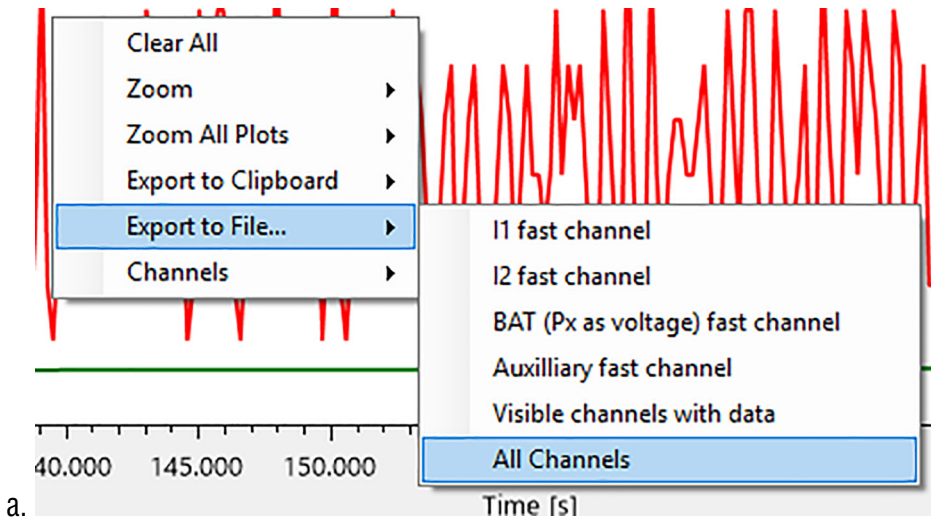 Clear All
Zoom
Zoom All Plots
Export to Clipboard
Export to File...
Channels
I1 fast channel
I2 fast channel
BAT (Px as voltage) fast channel
Auxilliary fast channel
Visible channels with data
All Channels
40.000 145.000 150.000
Time [s]
a.